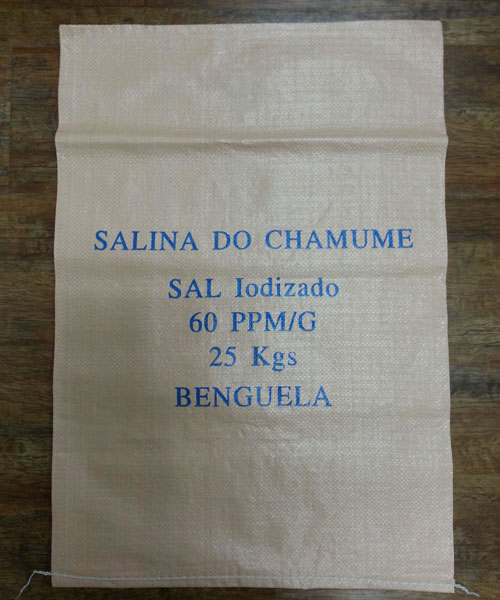 SALINA DO CHAMUME
SAL Iodizado
60 PPM/G
25 Kgs
BENGUELA